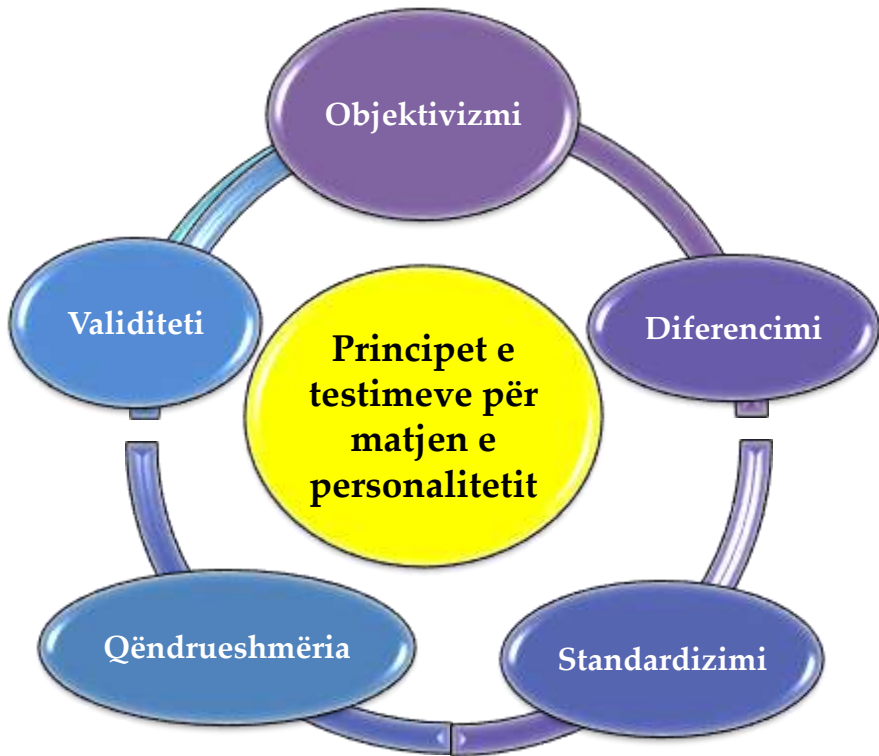 Objektivizmi
Validiteti
Diferencimi
Principet e
testimeve për
matjen e
personalitetit
Qëndrueshmëria
Standardizimi